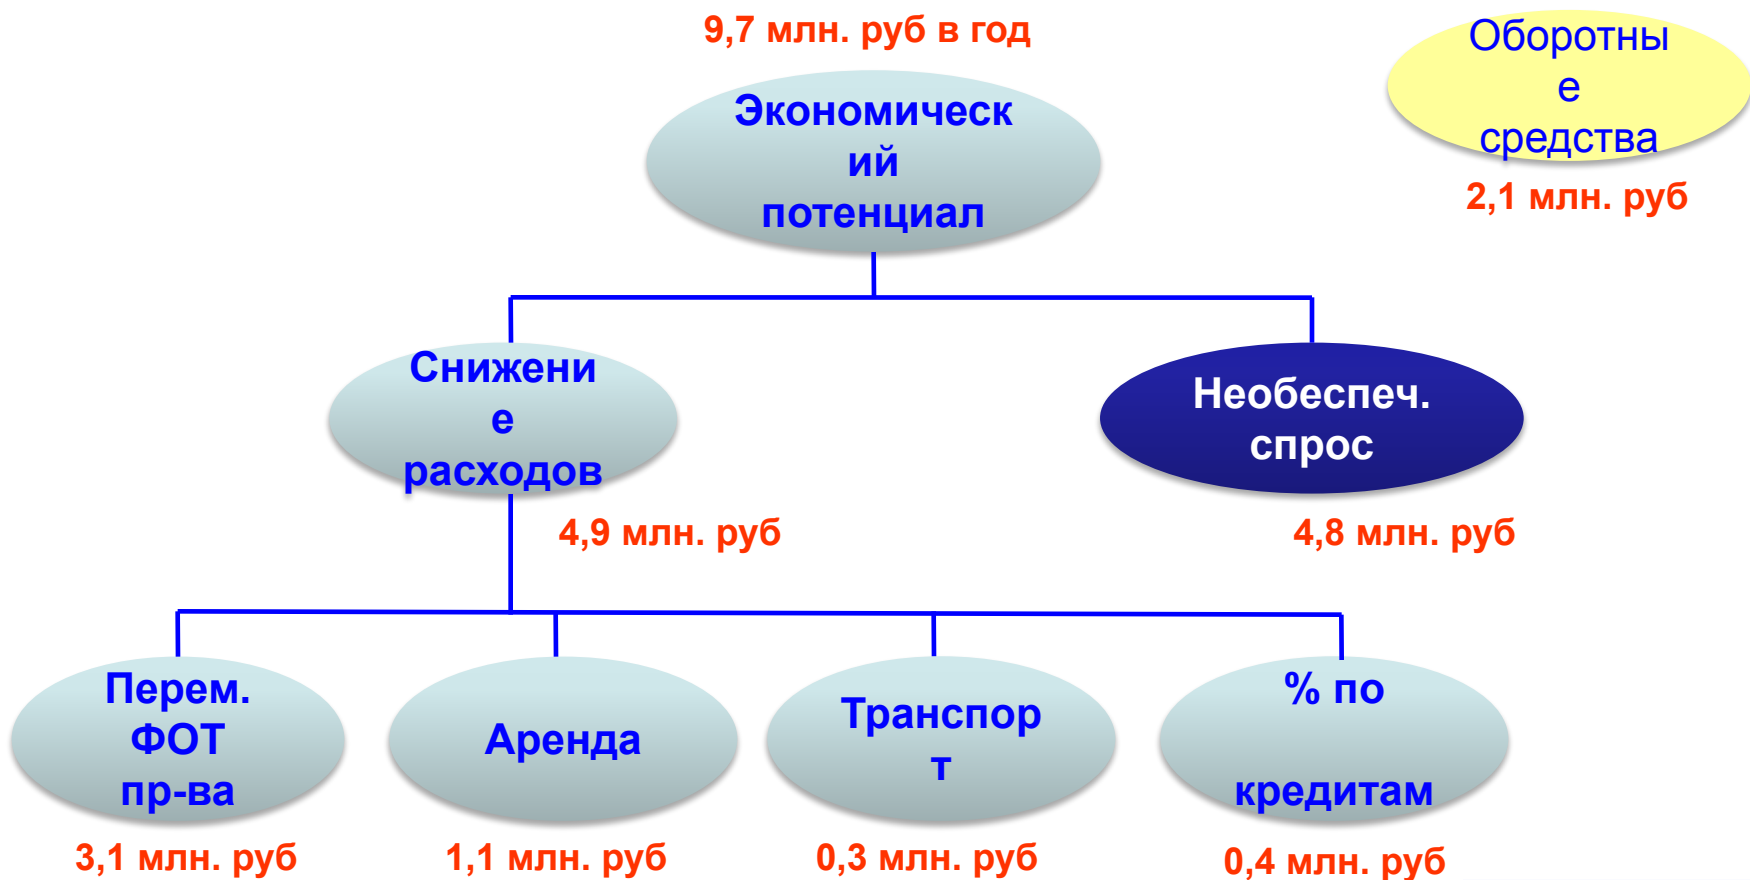 9,7 млн. руб в год
Экономическ
ий
потенциал
Оборотны
е
средства
2,1 млн. руб
Снижени
е
расходов
4,9 млн. руб
Необеспеч.
спрос
4,8 млн. руб
Перем.
ФОТ
пр-ва
3,1 млн. руб
Аренда
1,1 млн. руб
Транспор
т
0,3 млн. руб
% по
кредитам
0,4 млн. руб